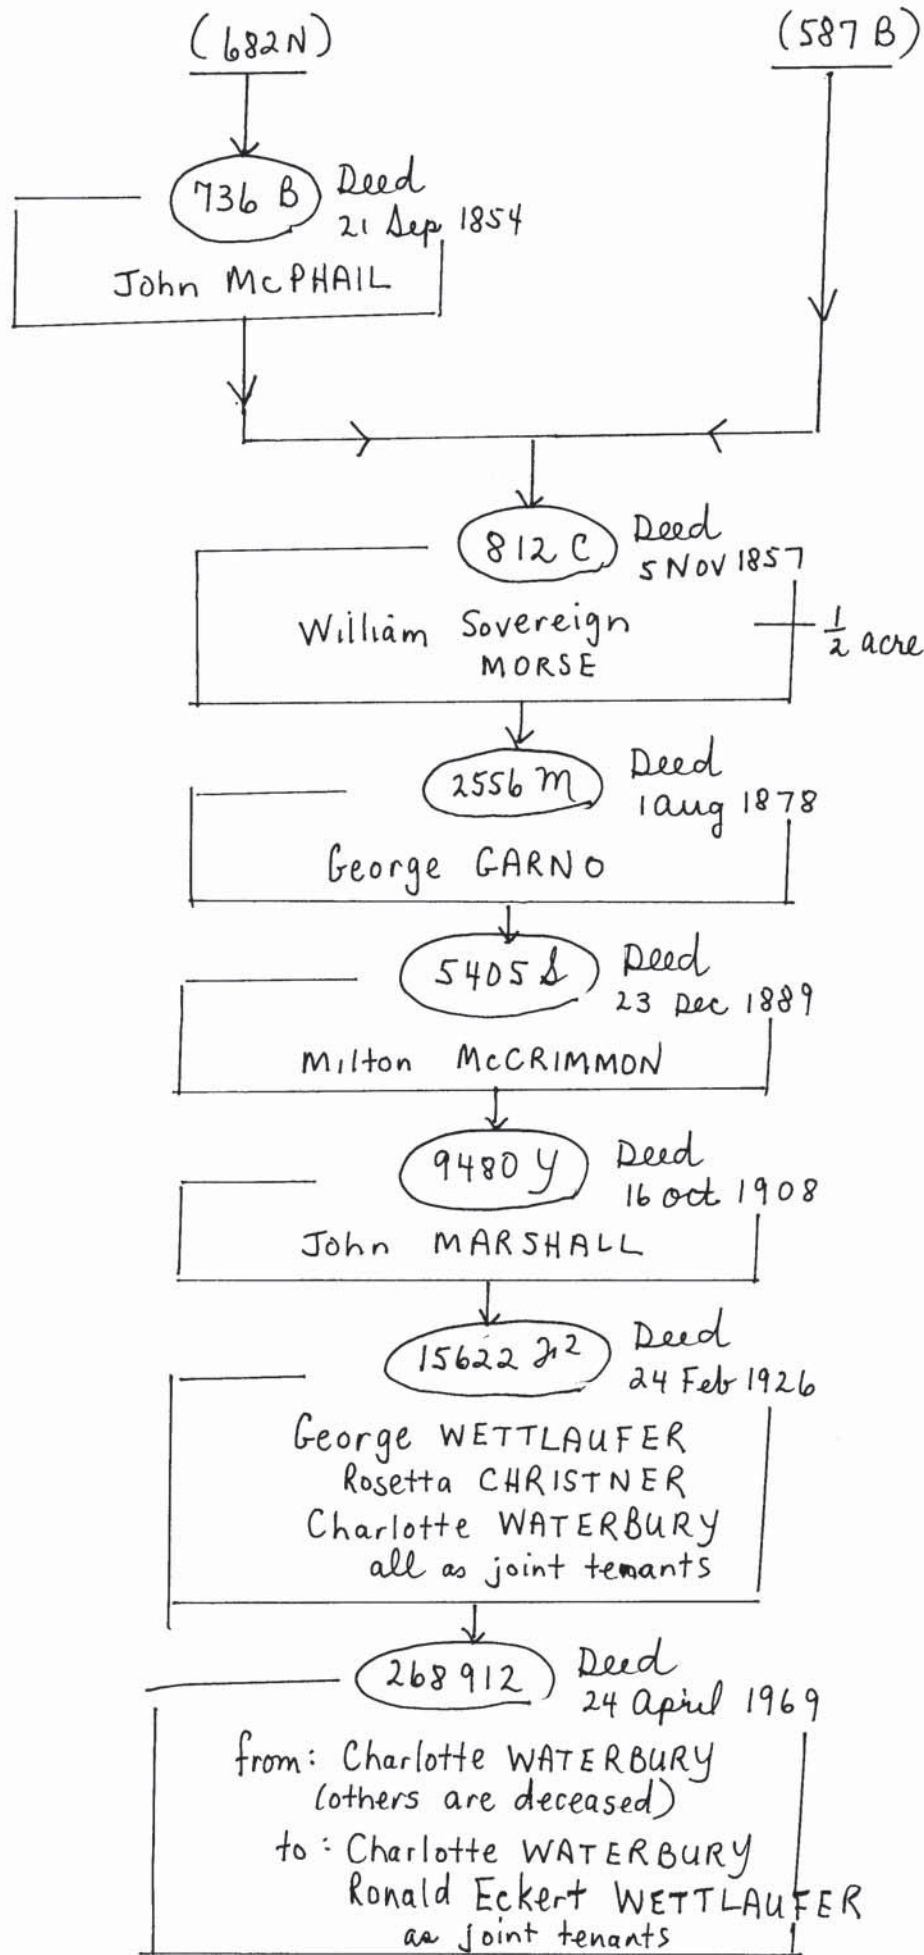 (682 N)
(587 B)
736 B
Deed
21 Sep 1854
John McPHAIL
812 C
Deed
5 NOV 1857
William Sovereign
MORSE
1/2 acre
2556 M
Deed
1 Aug 1878
George GARNO
5405 S
Deed
23 Dec 1889
Milton McCRIMMON
9480 Y
Deed
16 Oct 1908
John MARSHALL
15622
Deed
24 Feb 1926
George WETTLAUFER
Rosetta CHRISTNER
Charlotte WATERBURY
all as joint tenants
268912
Deed
24 April 1969
from: Charlotte WATERBURY
(others are deceased)
to: Charlotte WATERBURY
Ronald Eckert WETTLAUFER
as joint tenants